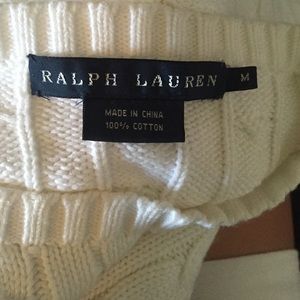 RALPH LAUREN M
MADE IN CHINA
100% COTTON